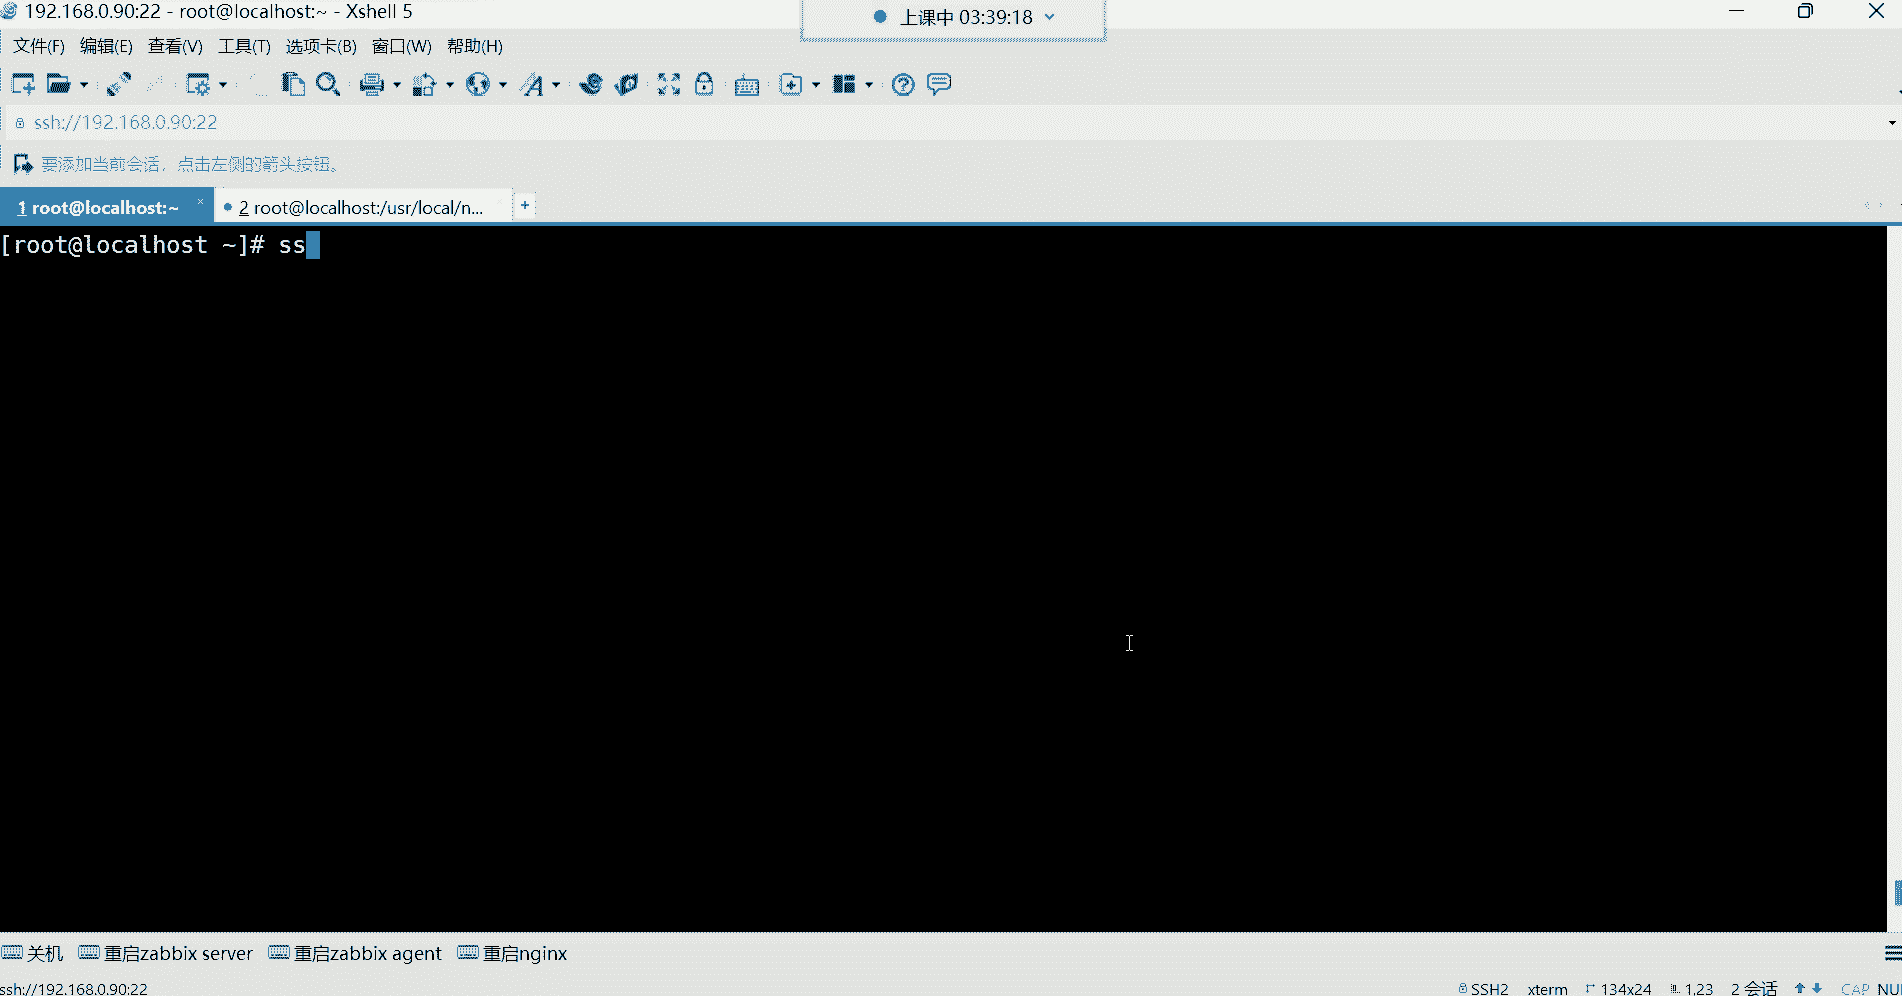 192.168.0.90:22 - root@localhost:~ - Xshell 5
上课中 03:39:18
文件(F) 编辑(E) 查看(V) 工具(T) 选项卡(B) 窗口(W) 帮助(H)
ssh://192.168.0.90:22
要添加当前会话，点击左侧的箭头按钮。
1 root@localhost:~ × 2 root@localhost:/usr/local/n... +
[root@localhost ~]# ss
关机 重启zabbix server 重启zabbix agent 重启nginx
ssh://192.168.0.90:22 SSH2 xterm 134x24 1,23 2 会话 CAP NU